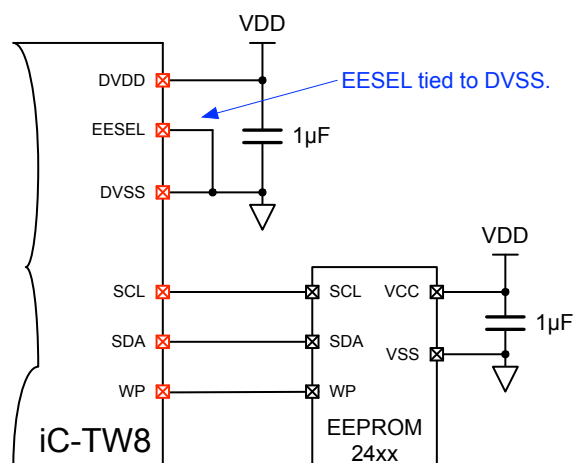 VDD
DVDD
EESEL tied to DVSS.
EESEL
1µF
DVSS
VDD
SCL
SCL
VCC
1µF
SDA
SDA
VSS
WP
WP
iC-TW8
EEPROM
24xx